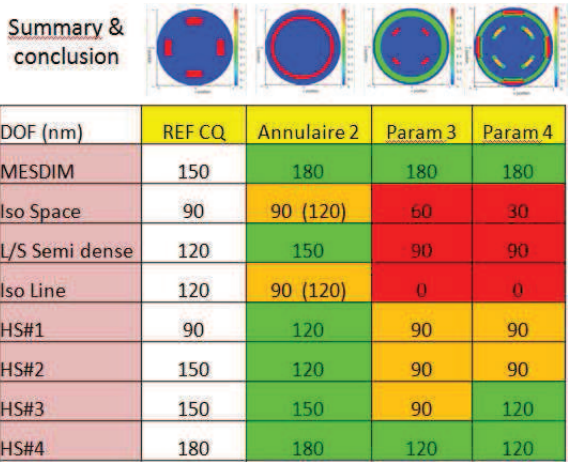 Summary &
conclusion
DOF (nm) REF CQ Annulaire 2 Param 3 Param 4
MESDIM 150 180 180 180
Iso Space 90 90 (120) 60 30
L/S Semi dense 120 150 90 90
Iso Line 120 90 (120) 0 0
HS#1 90 120 90 90
HS#2 150 120 90 90
HS#3 150 150 90 120
HS#4 180 180 120 120